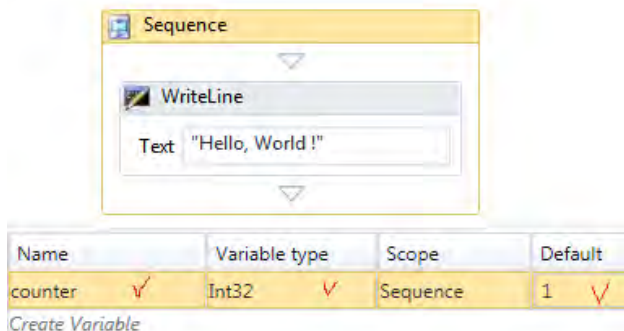 Sequence
WriteLine
Text "Hello, World !"
Name Variable type Scope Default
counter Int32 Sequence 1
Create Variable